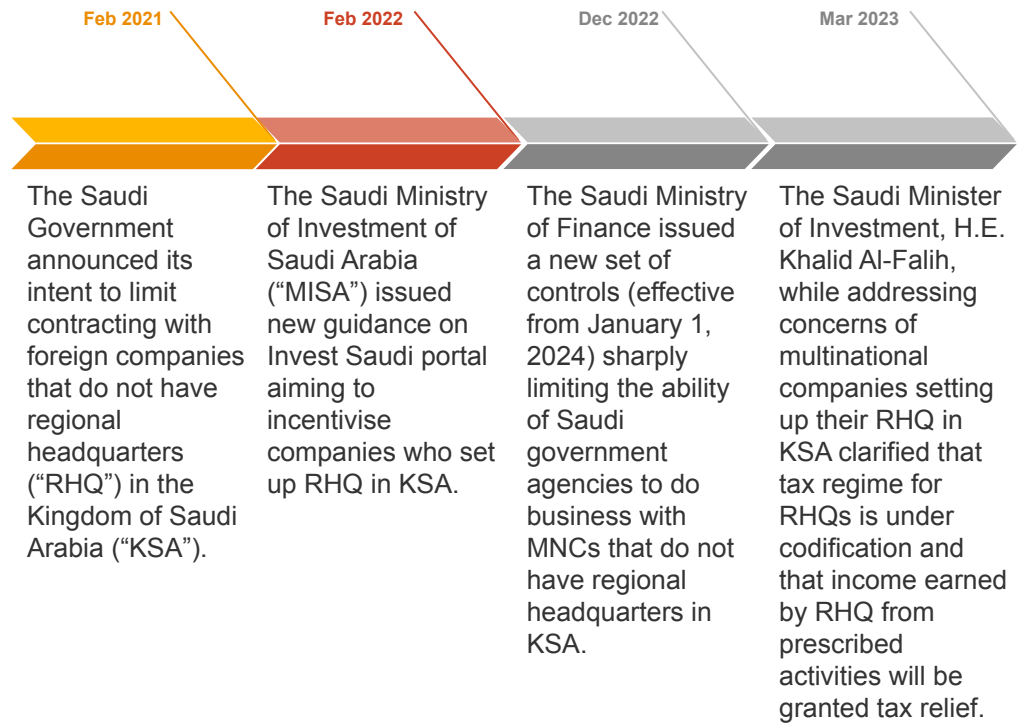 Feb 2021
Feb 2022
Dec 2022
Mar 2023
The Saudi
Government
announced its
intent to limit
contracting with
foreign companies
that do not have
regional
headquarters
(“RHQ”) in the
Kingdom of Saudi
Arabia (“KSA”).
The Saudi Ministry
of Investment of
Saudi Arabia
(“MISA”) issued
new guidance on
Invest Saudi portal
aiming to
incentivise
companies who set
up RHQ in KSA.
The Saudi Ministry
of Finance issued
a new set of
controls (effective
from January 1,
2024) sharply
limiting the ability
of Saudi
government
agencies to do
business with
MNCs that do not
have regional
headquarters in
KSA.
The Saudi Minister
of Investment, H.E.
Khalid Al-Falih,
while addressing
concerns of
multinational
companies setting
up their RHQ in
KSA clarified that
tax regime for
RHQs is under
codification and
that income earned
by RHQ from
prescribed
activities will be
granted tax relief.